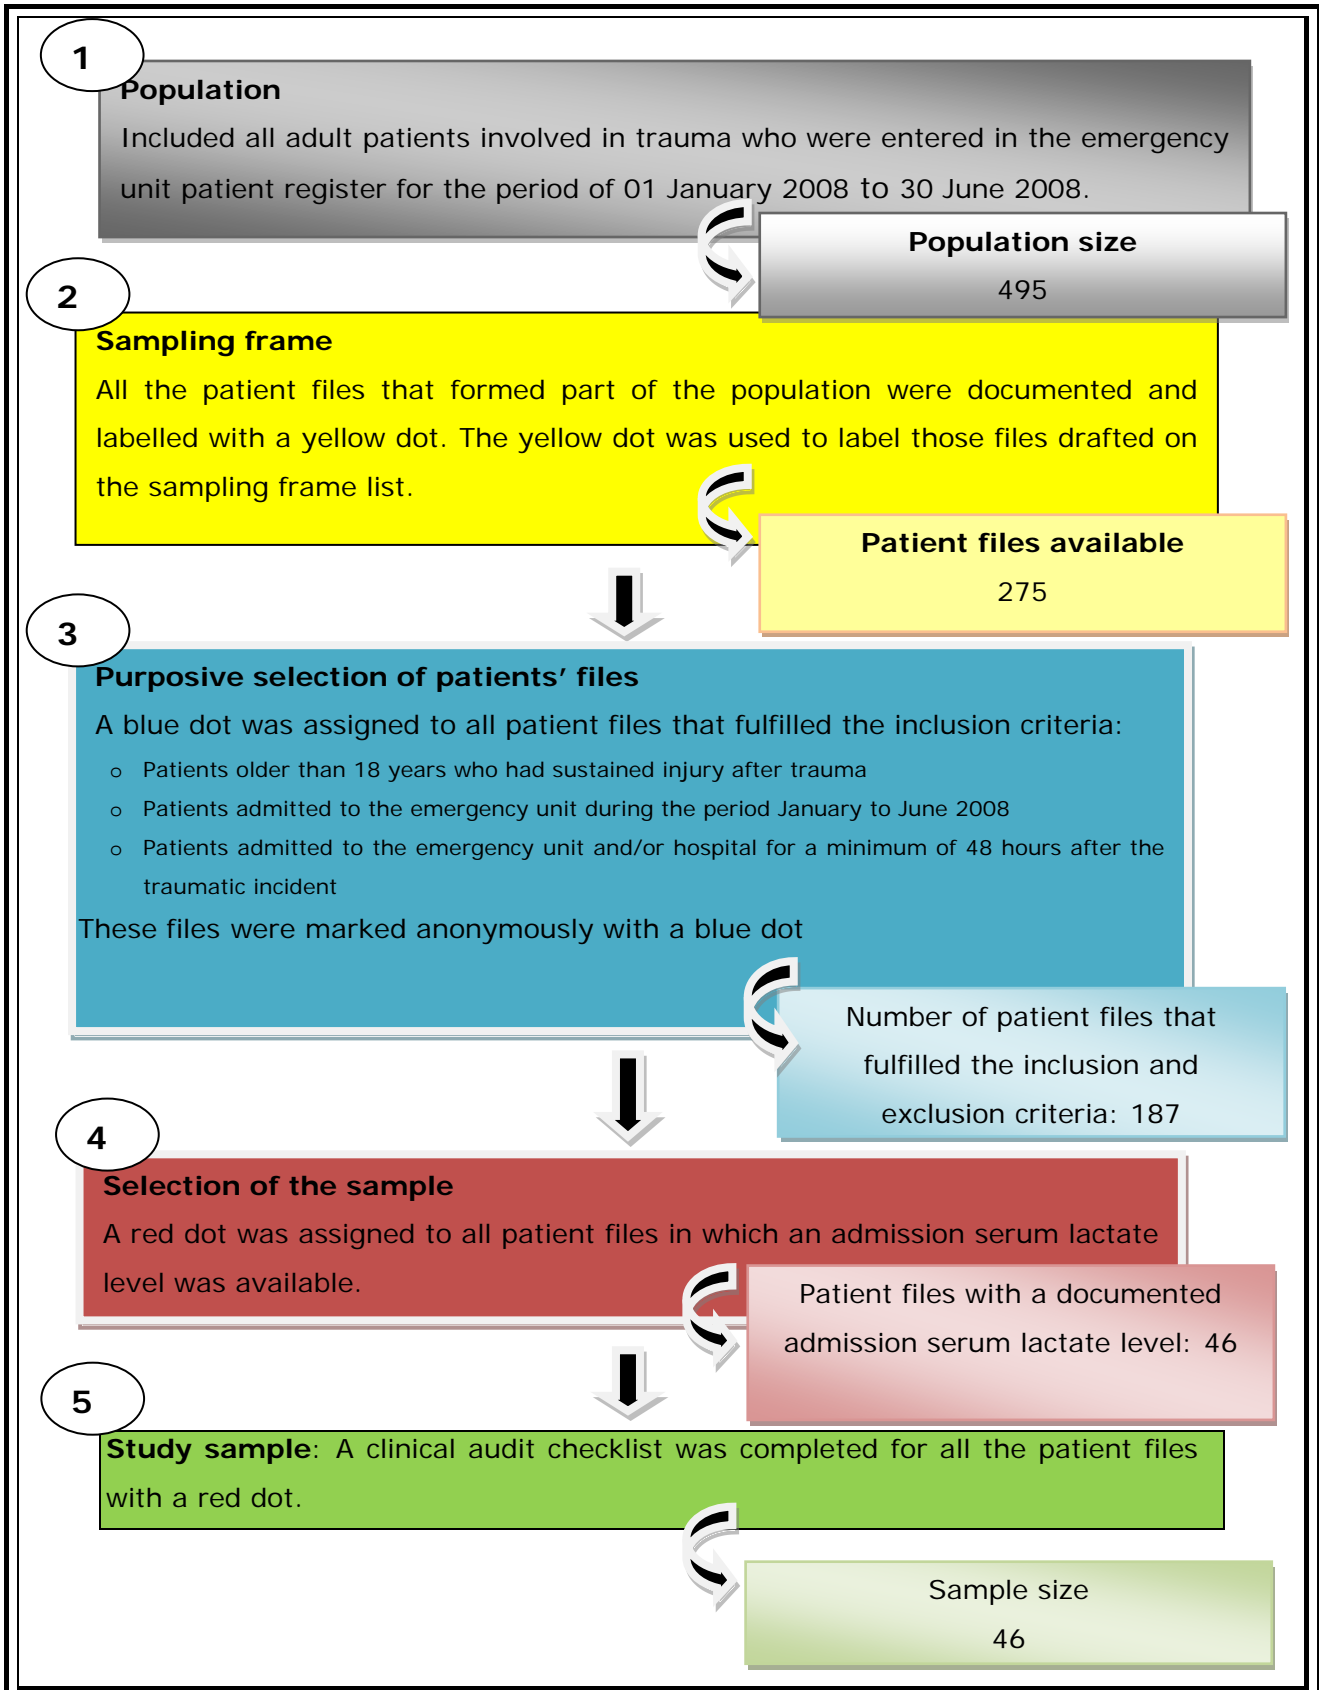 1
Population
Included all adult patients involved in trauma who were entered in the emergency
unit patient register for the period of 01 January 2008 to 30 June 2008.
Population size
495
2
Sampling frame
All the patient files that formed part of the population were documented and
labelled with a yellow dot. The yellow dot was used to label those files drafted on
the sampling frame list.
Patient files available
275
3
Purposive selection of patients’ files
A blue dot was assigned to all patient files that fulfilled the inclusion criteria:
o Patients older than 18 years who had sustained injury after trauma
o Patients admitted to the emergency unit during the period January to June 2008
o Patients admitted to the emergency unit and/or hospital for a minimum of 48 hours after the
traumatic incident
These files were marked anonymously with a blue dot
Number of patient files that
fulfilled the inclusion and
exclusion criteria: 187
4
Selection of the sample
A red dot was assigned to all patient files in which an admission serum lactate
level was available.
Patient files with a documented
admission serum lactate level: 46
5
Study sample: A clinical audit checklist was completed for all the patient files
with a red dot.
Sample size
46